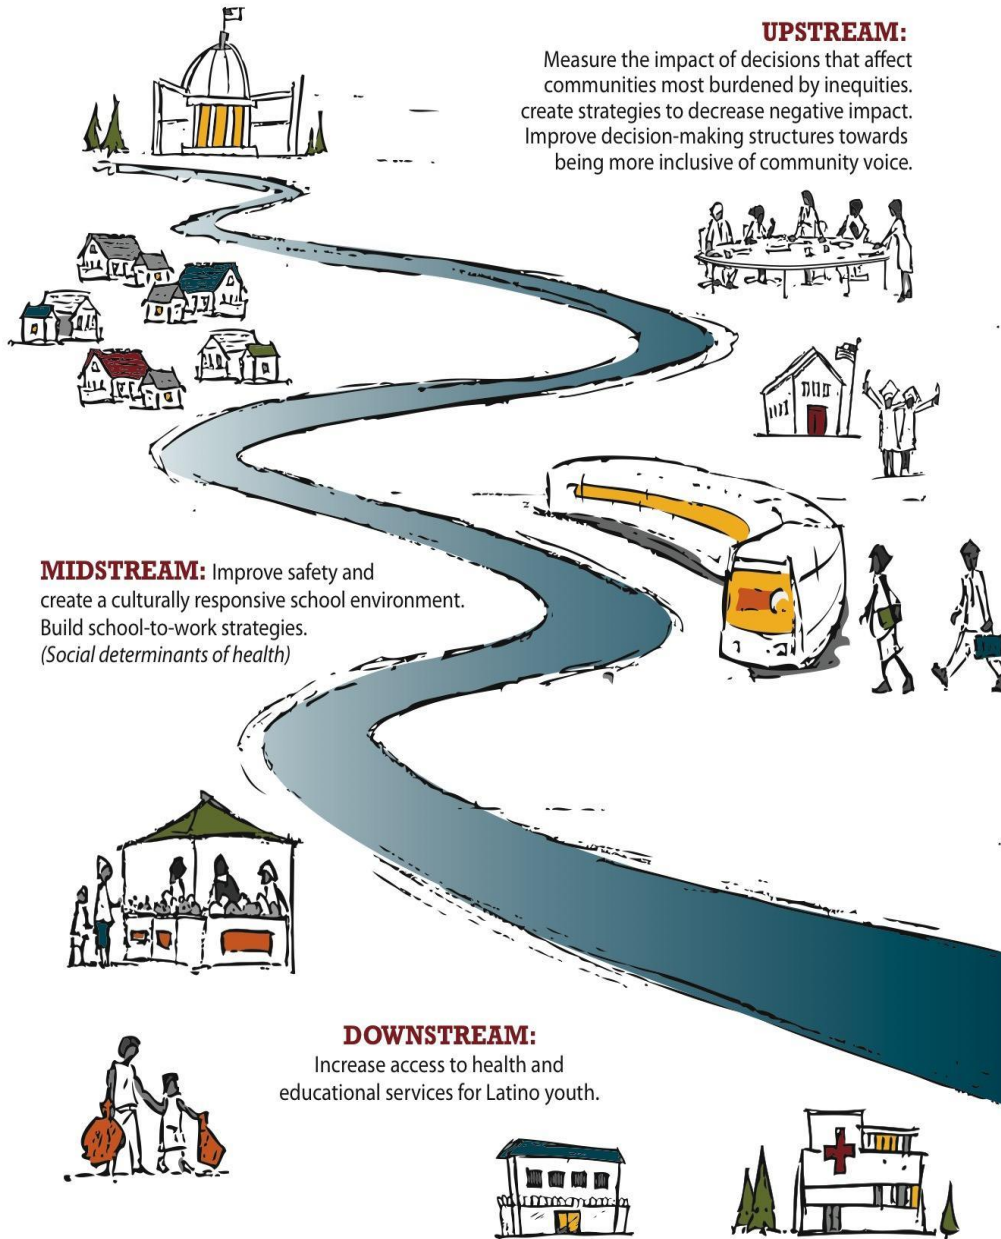 UPSTREAM:
Measure the impact of decisions that affect
communities most burdened by inequities.
create strategies to decrease negative impact.
Improve decision-making structures towards
being more inclusive of community voice.
MIDSTREAM: Improve safety and
create a culturally responsive school environment.
Build school-to-work strategies.
(Social determinants of health)
DOWNSTREAM:
Increase access to health and
educational services for Latino youth.